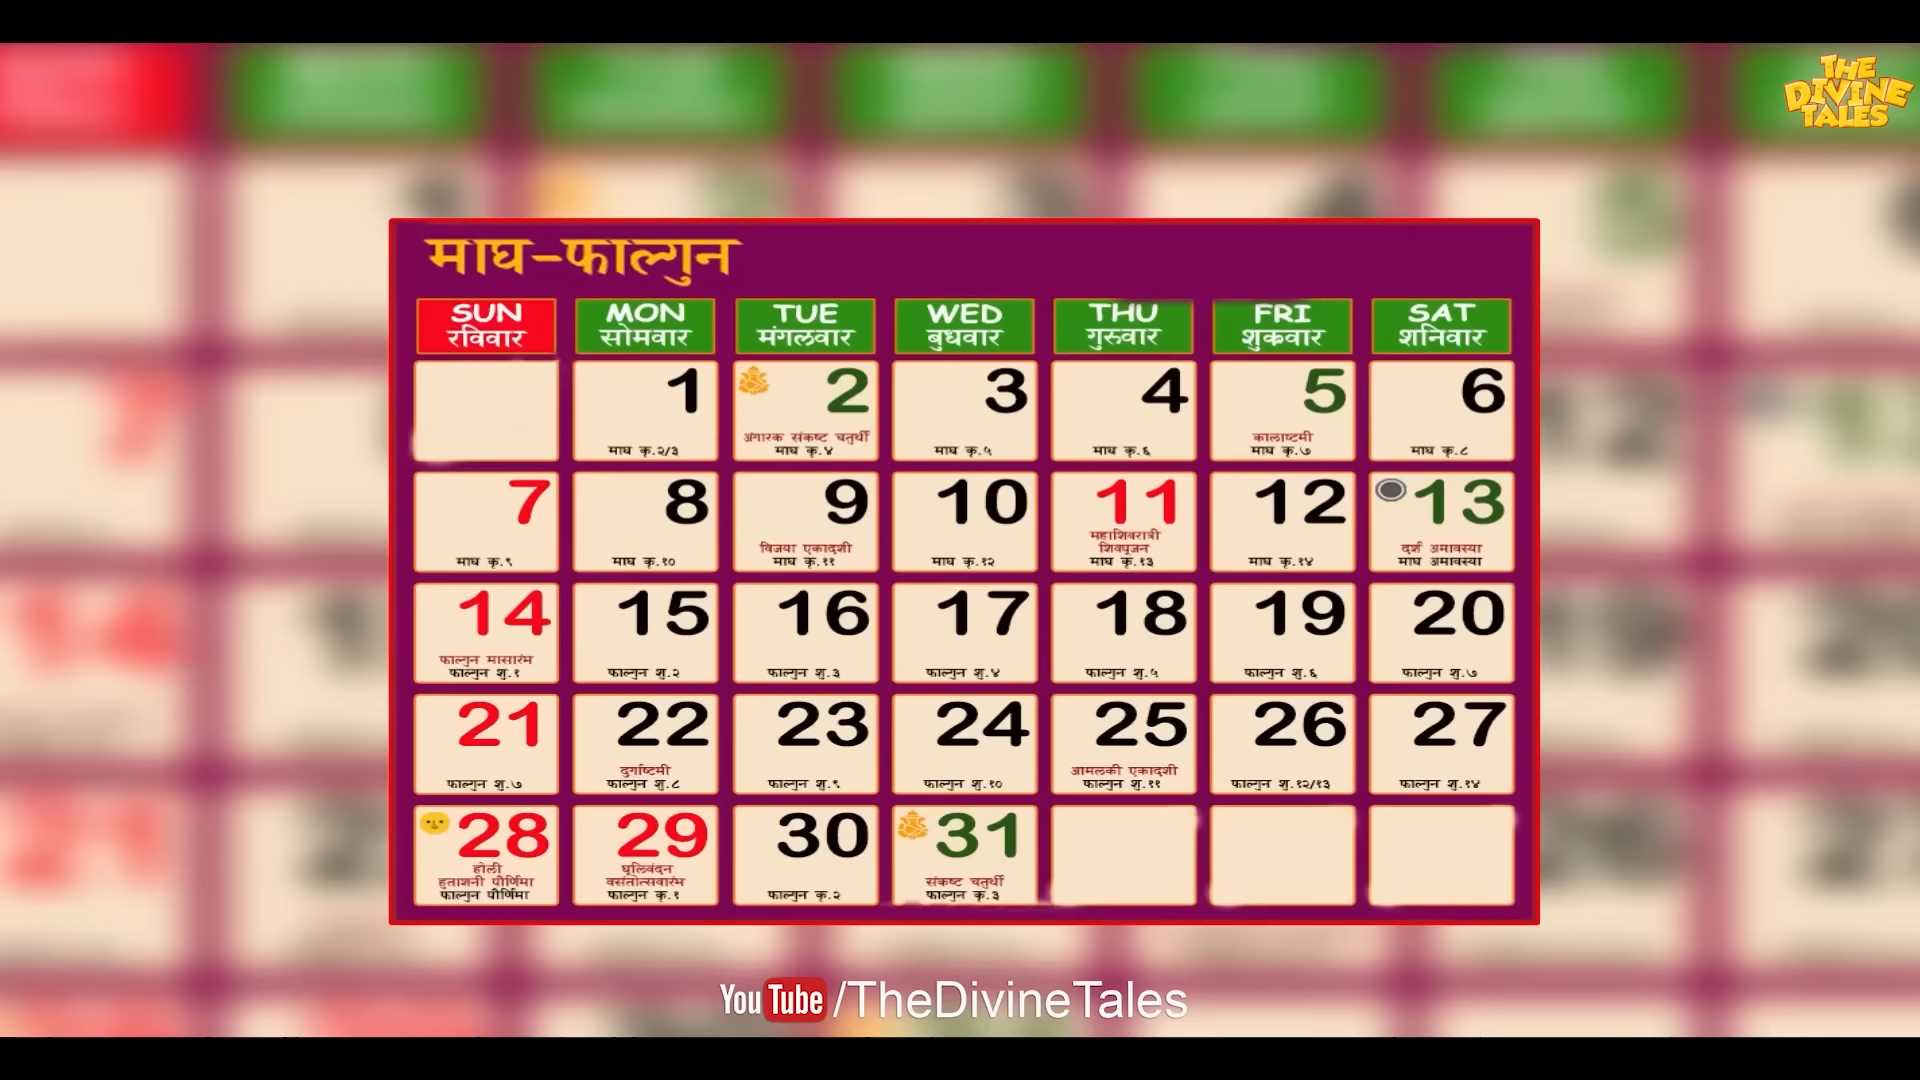 THE
DIVINE
TALES
माघ-फाल्गुन
SUN MON TUE WED THU FRI SAT
रविवार सोमवार मंगलवार बुधवार गुरुवार शुक्रवार शनिवार
1 2 3 4 5 6
अंगारक संकष्ट चतुर्थी कालाष्टमी
माघ कृ.२/३ माघ कृ.४ माघ कृ.५ माघ कृ.६ माघ कृ.७ माघ कृ.८
7 8 9 10 11 12 13
महाशिवरात्री
विजया एकादशी शिवपूजन दर्श अमावस्या
माघ कृ.९ माघ कृ.१० माघ कृ.११ माघ कृ.१२ माघ कृ.१३ माघ कृ.१४ माघ अमावस्या
14 15 16 17 18 19 20
फाल्गुन मासारंभ
फाल्गुन शु.१ फाल्गुन शु.२ फाल्गुन शु.३ फाल्गुन शु.४ फाल्गुन शु.५ फाल्गुन शु.६ फाल्गुन शु.७
21 22 23 24 25 26 27
दुर्गाष्टमी आमलकी एकादशी
फाल्गुन शु.७ फाल्गुन शु.८ फाल्गुन शु.९ फाल्गुन शु.१० फाल्गुन शु.११ फाल्गुन शु.१२/१३ फाल्गुन शु.१४
28 29 30 31
होली धूलिवंदन
हुताशनी पौर्णिमा वसंतोत्सवारंभ संकष्ट चतुर्थी
फाल्गुन पौर्णिमा फाल्गुन कृ.१ फाल्गुन कृ.२ फाल्गुन कृ.३
YouTube/TheDivineTales